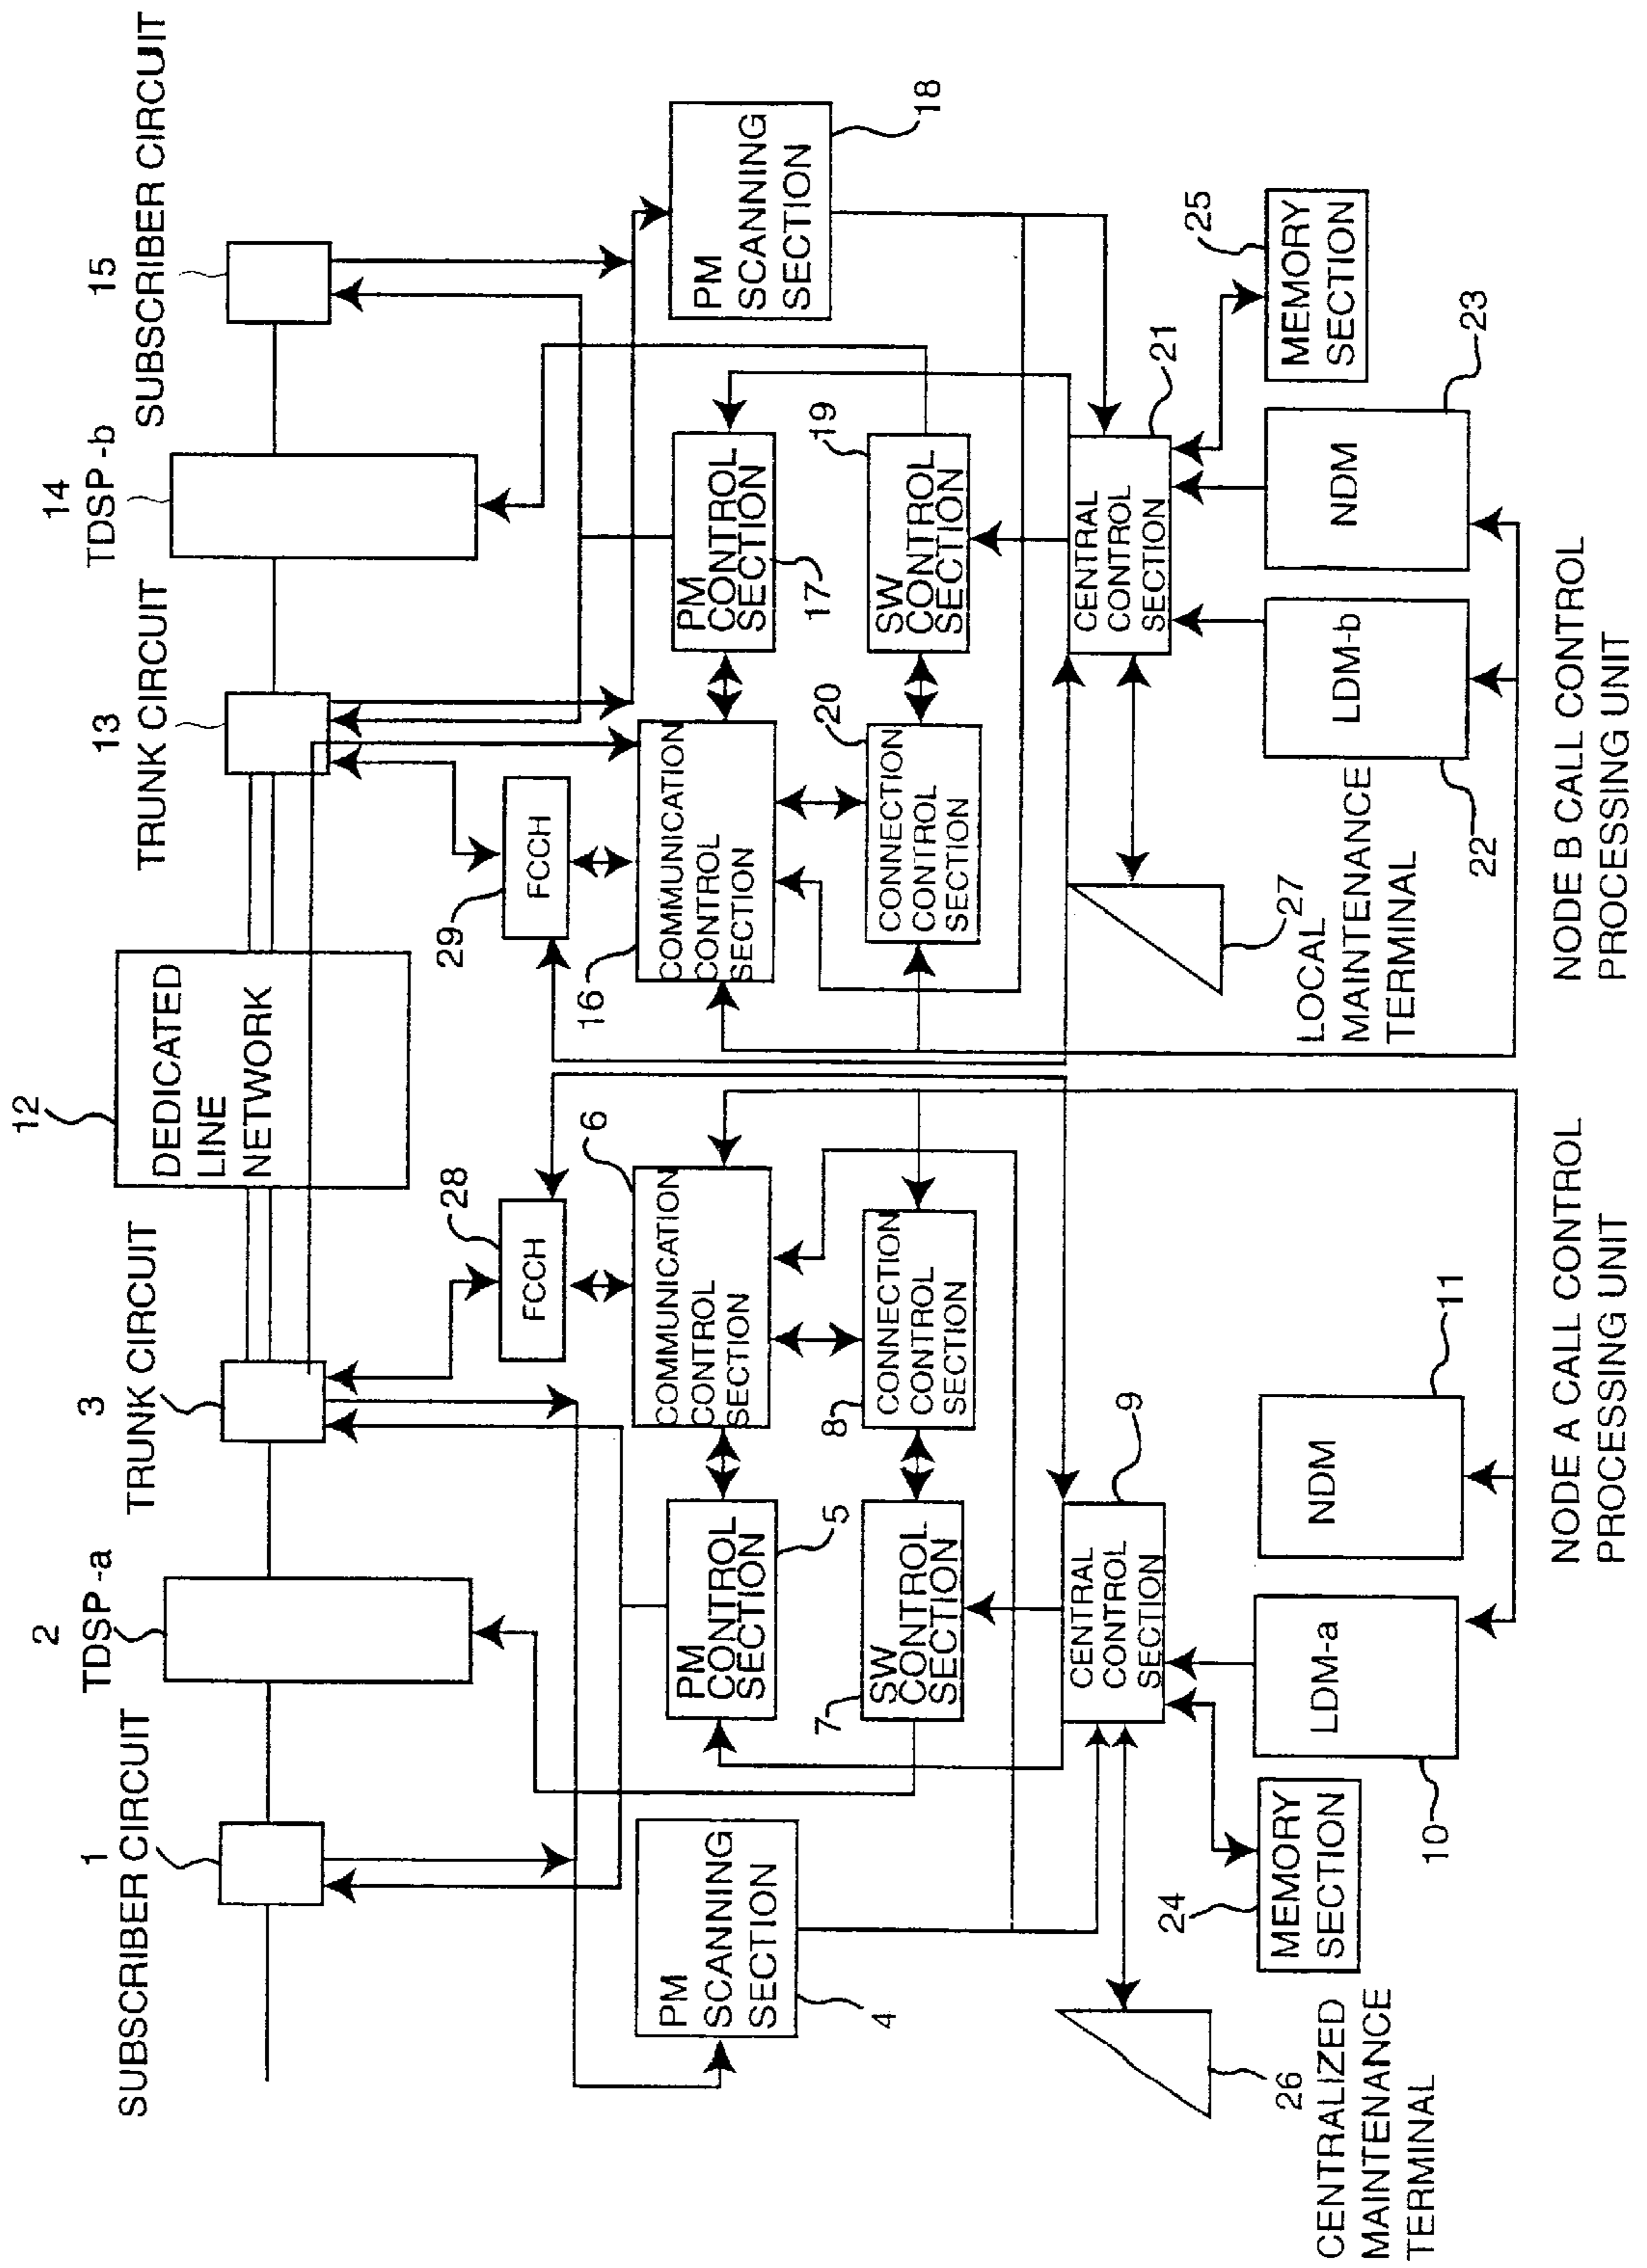 1
SUBSCRIBER CIRCUIT
2
TDSP-a
3
TRUNK CIRCUIT
12
DEDICATED
LINE
NETWORK
13
TRUNK CIRCUIT
14
TDSP-b
15
SUBSCRIBER CIRCUIT
28
FCCH
29
FCCH
PM
SCANNING
SECTION
4
PM
CONTROL
SECTION
5
COMMUNICATION
CONTROL
SECTION
6
16
COMMUNICATION
CONTROL
SECTION
PM
CONTROL
SECTION
17
PM
SCANNING
SECTION
18
7
SW
CONTROL
SECTION
8
CONNECTION
CONTROL
SECTION
20
CONNECTION
CONTROL
SECTION
19
SW
CONTROL
SECTION
CENTRAL
CONTROL
SECTION
9
CENTRAL
CONTROL
SECTION
21
26
CENTRALIZED
MAINTENANCE
TERMINAL
24
MEMORY
SECTION
10
LDM-a
NDM
11
27
LOCAL
MAINTENANCE
TERMINAL
22
LDM-b
NDM
23
25
MEMORY
SECTION
NODE A CALL CONTROL
PROCESSING UNIT
NODE B CALL CONTROL
PROCESSING UNIT